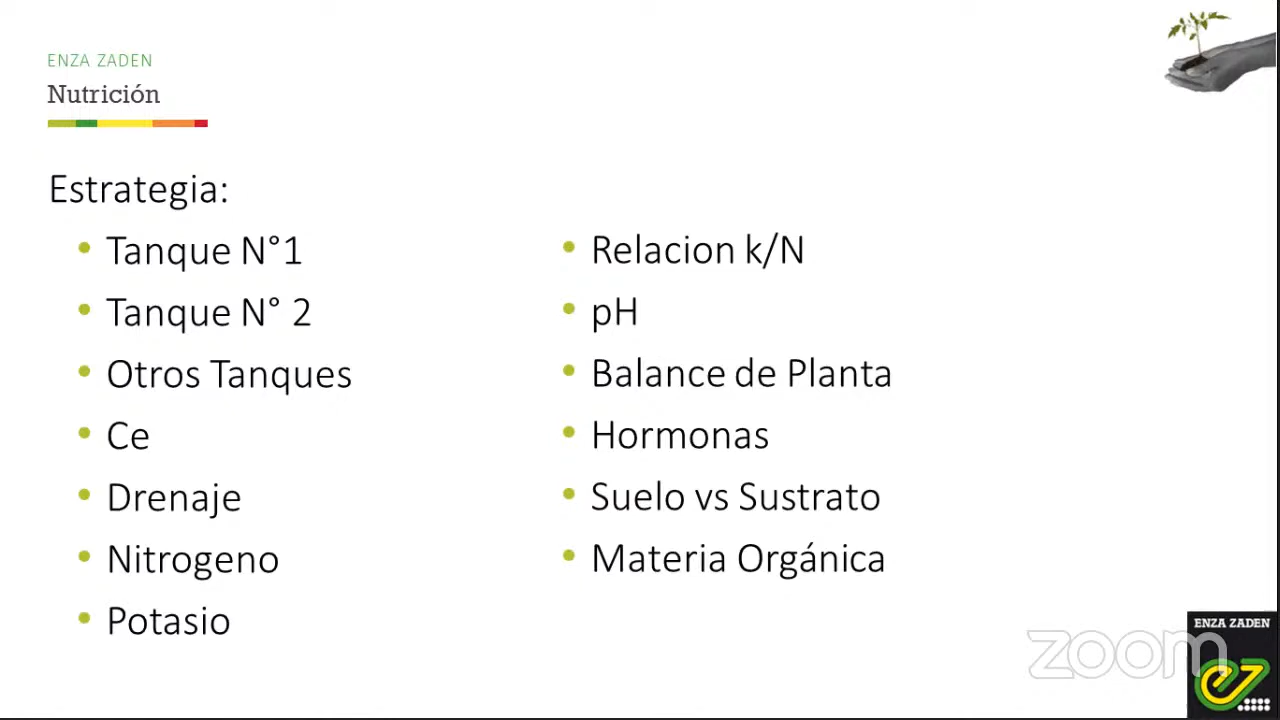 ENZA ZADEN
Nutrición
Estrategia:
Tanque N°1
Tanque N° 2
Otros Tanques
Ce
Drenaje
Nitrogeno
Potasio
Relacion k/N
pH
Balance de Planta
Hormonas
Suelo vs Sustrato
Materia Orgánica
ENZA ZADEN
zoom